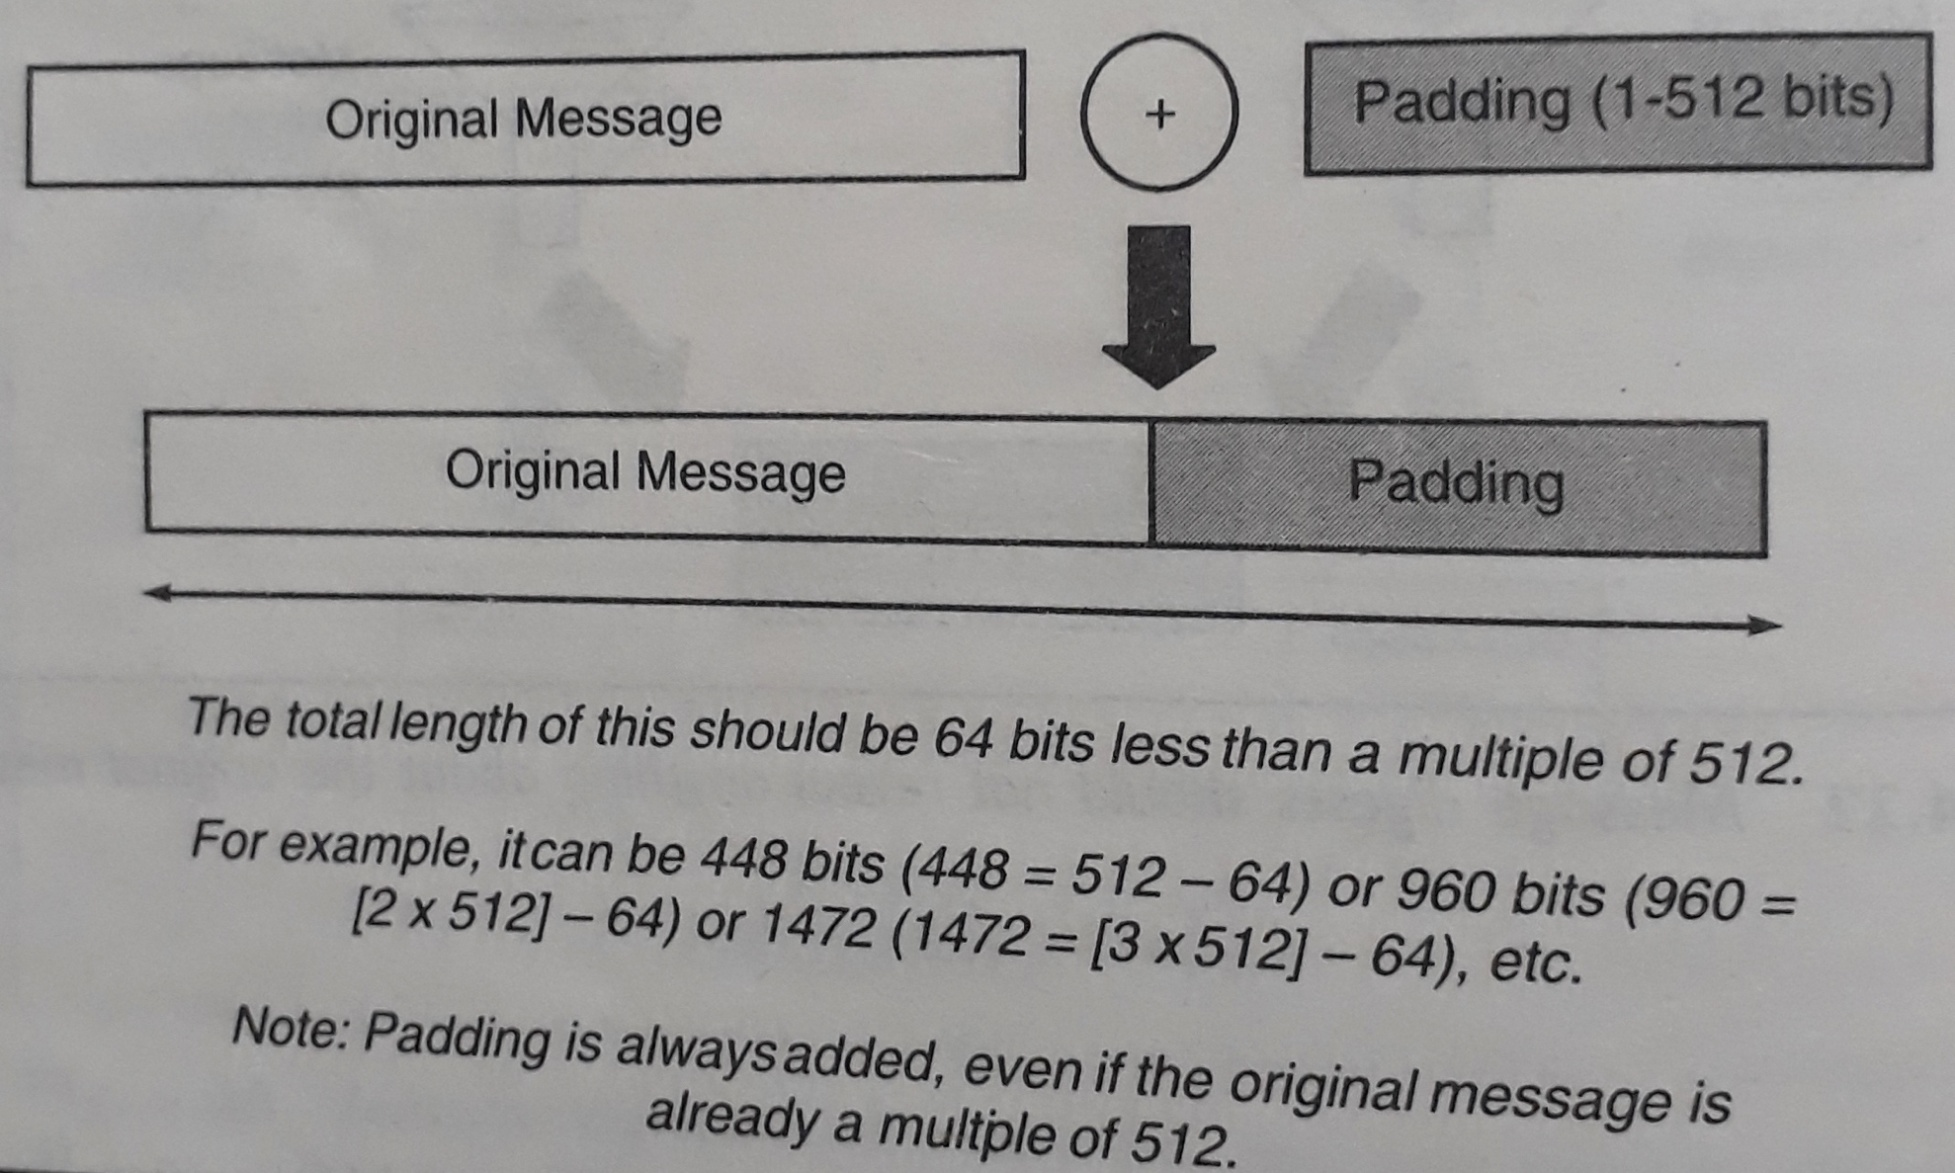 Original Message
+
Padding (1-512 bits)
Original Message
Padding
The total length of this should be 64 bits less than a multiple of 512.
For example, it can be 448 bits (448 = 512 – 64) or 960 bits (960 =
[2 x 512] – 64) or 1472 (1472 = [3 x 512] – 64), etc.
Note: Padding is always added, even if the original message is
already a multiple of 512.